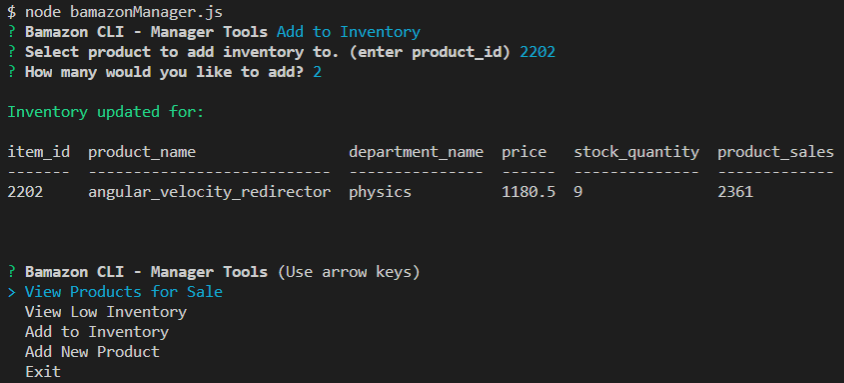 $ node bamazonManager.js
? Bamazon CLI - Manager Tools Add to Inventory
? Select product to add inventory to. (enter product_id) 2202
? How many would you like to add? 2
Inventory updated for:
item_id  product_name                 department_name  price   stock_quantity  product_sales
-------  ---------------------------  ---------------  ------  --------------  -------------
2202     angular_velocity_redirector  physics          1180.5  9               2361
? Bamazon CLI - Manager Tools (Use arrow keys)
> View Products for Sale
  View Low Inventory
  Add to Inventory
  Add New Product
  Exit